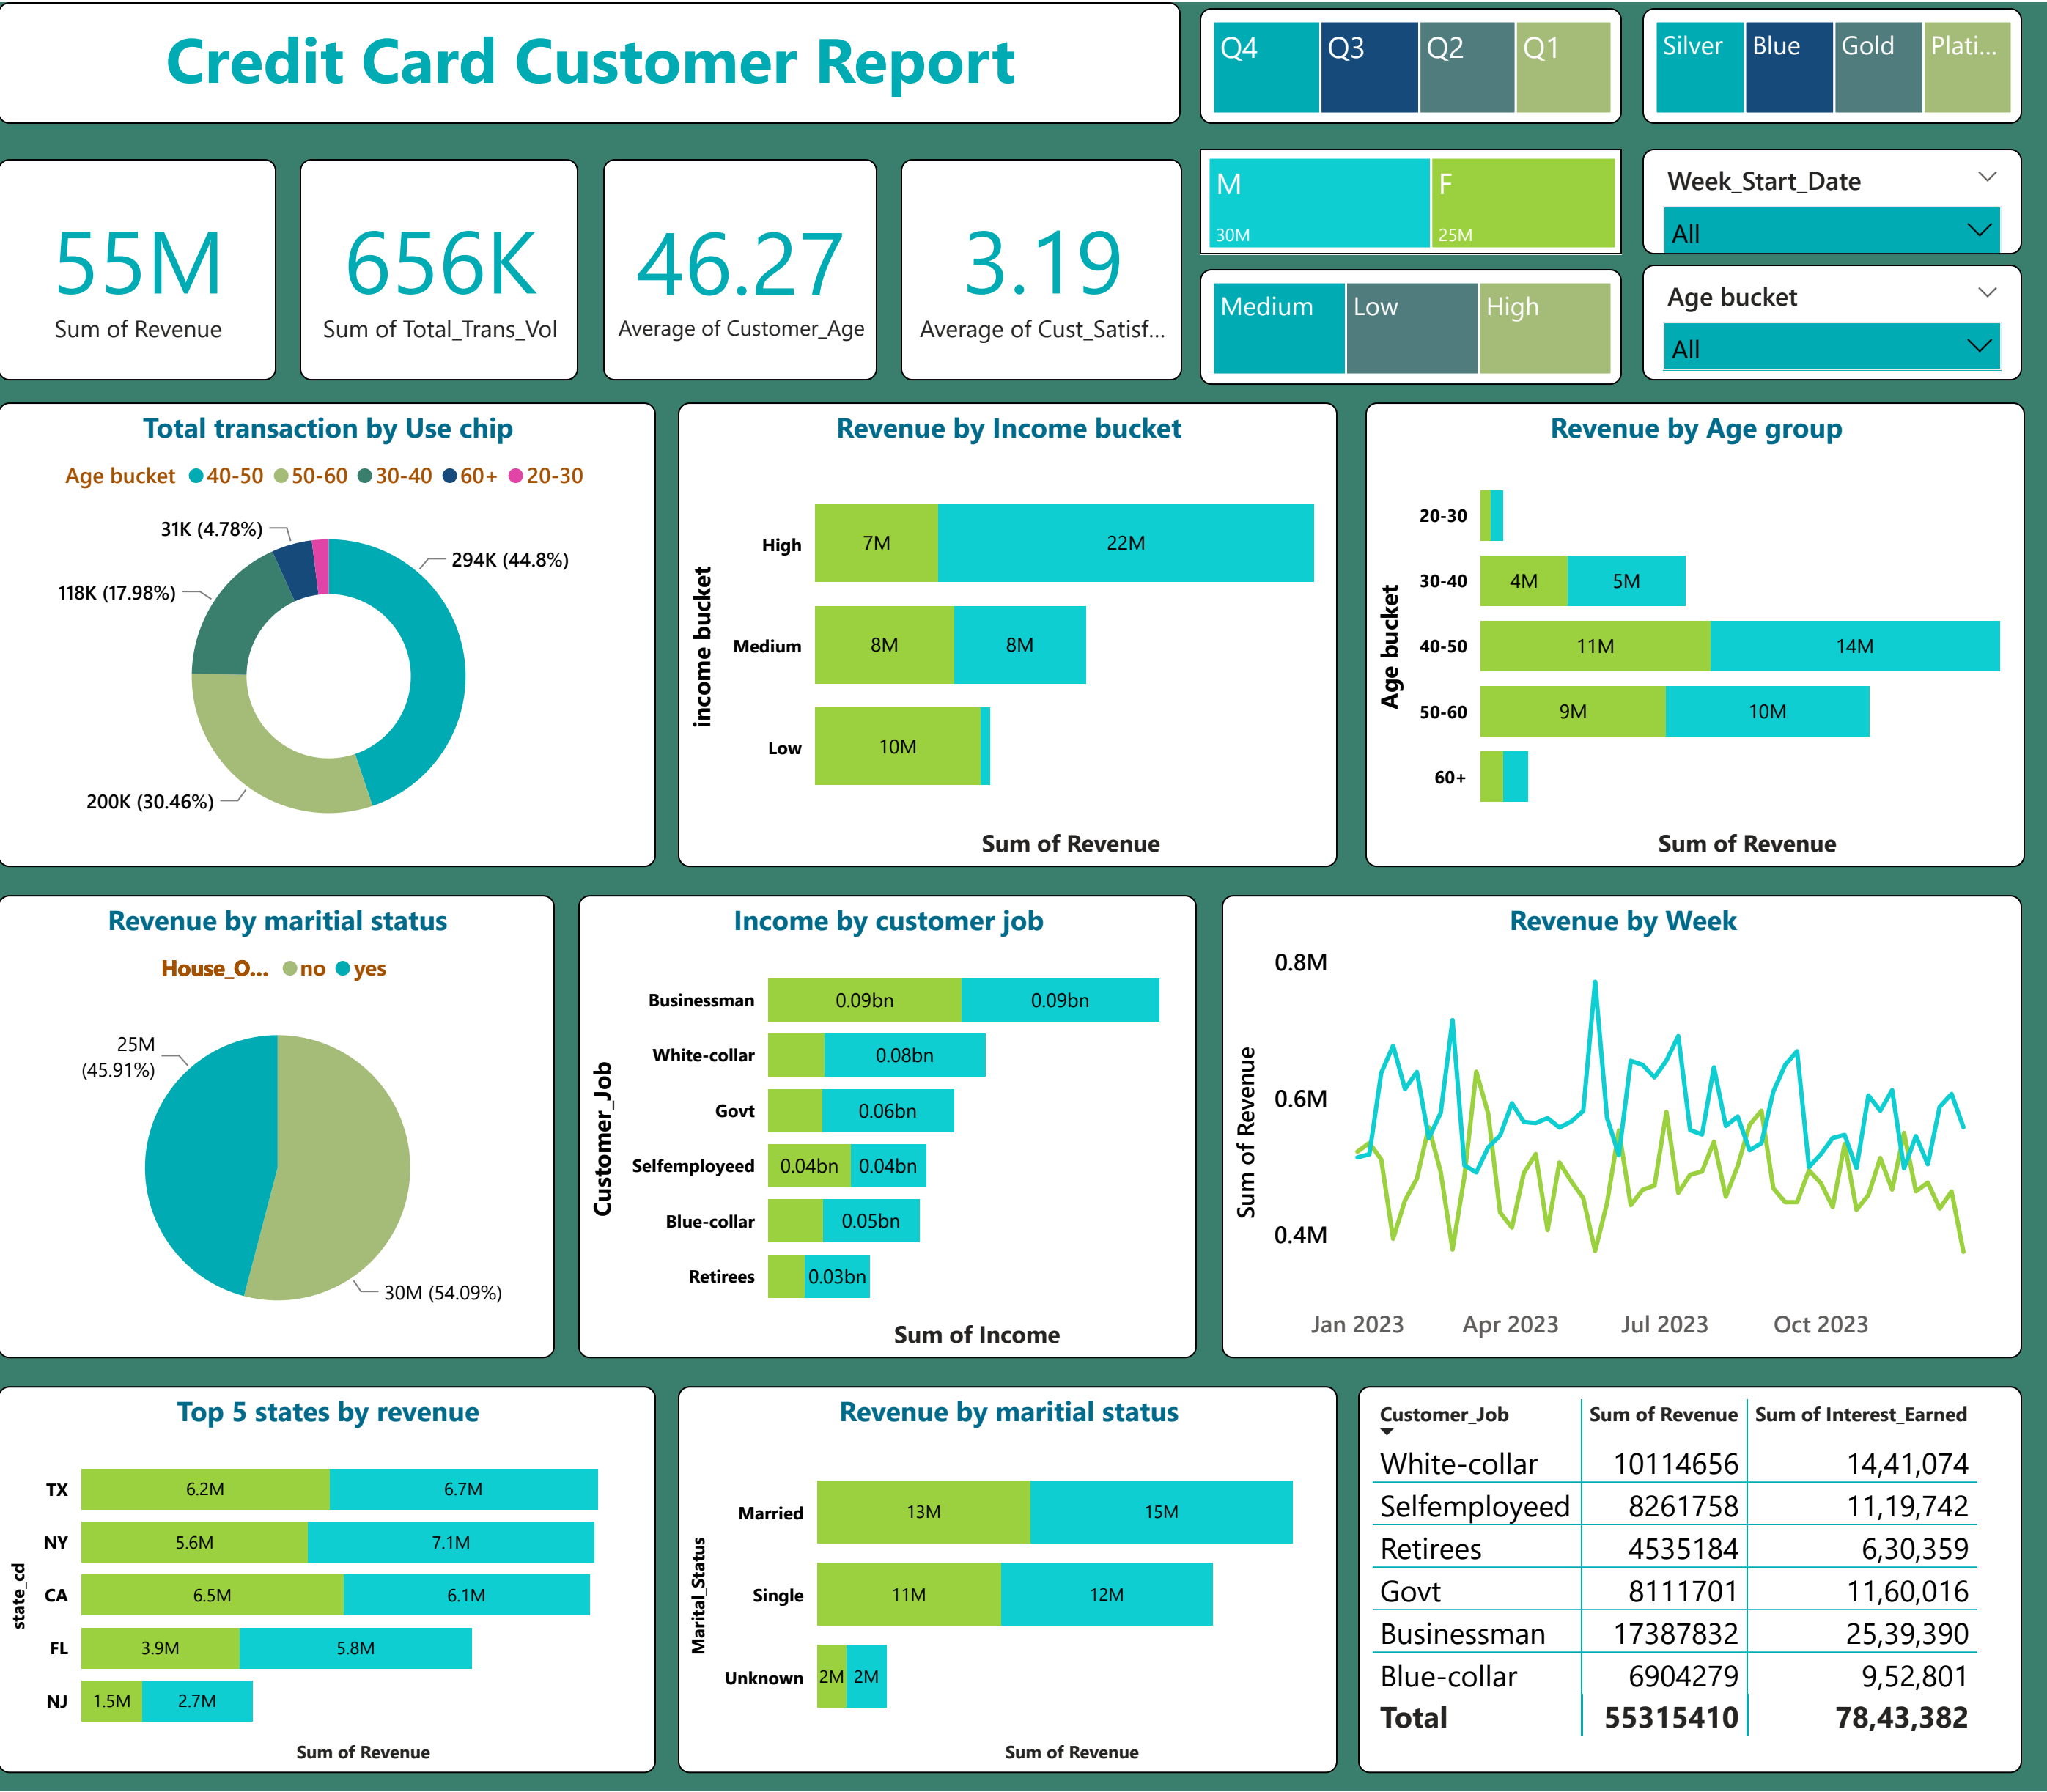 Credit Card Customer Report
Q4 Q3 Q2 Q1
Silver Blue Gold Plati...
55M
Sum of Revenue
656K
Sum of Total_Trans_Vol
46.27
Average of Customer_Age
3.19
Average of Cust_Satisf...
M F
30M 25M
Week_Start_Date
All
Medium Low High
Age bucket
All
Total transaction by Use chip
Age bucket 40-50 50-60 30-40 60+ 20-30
31K (4.78%)
294K (44.8%)
118K (17.98%)
200K (30.46%)
Revenue by Income bucket
income bucket
High 7M 22M
Medium 8M 8M
Low 10M
Sum of Revenue
Revenue by Age group
Age bucket
20-30
30-40 4M 5M
40-50 11M 14M
50-60 9M 10M
60+
Sum of Revenue
Revenue by maritial status
House_O... no yes
25M
(45.91%)
30M (54.09%)
Income by customer job
Customer_Job
Businessman 0.09bn 0.09bn
White-collar 0.08bn
Govt 0.06bn
Selfemployeed 0.04bn 0.04bn
Blue-collar 0.05bn
Retirees 0.03bn
Sum of Income
Revenue by Week
Sum of Revenue
0.8M
0.6M
0.4M
Jan 2023 Apr 2023 Jul 2023 Oct 2023
Top 5 states by revenue
state_cd
TX 6.2M 6.7M
NY 5.6M 7.1M
CA 6.5M 6.1M
FL 3.9M 5.8M
NJ 1.5M 2.7M
Sum of Revenue
Revenue by maritial status
Marital_Status
Married 13M 15M
Single 11M 12M
Unknown 2M 2M
Sum of Revenue
Customer_Job Sum of Revenue Sum of Interest_Earned
White-collar 10114656 14,41,074
Selfemployeed 8261758 11,19,742
Retirees 4535184 6,30,359
Govt 8111701 11,60,016
Businessman 17387832 25,39,390
Blue-collar 6904279 9,52,801
Total 55315410 78,43,382